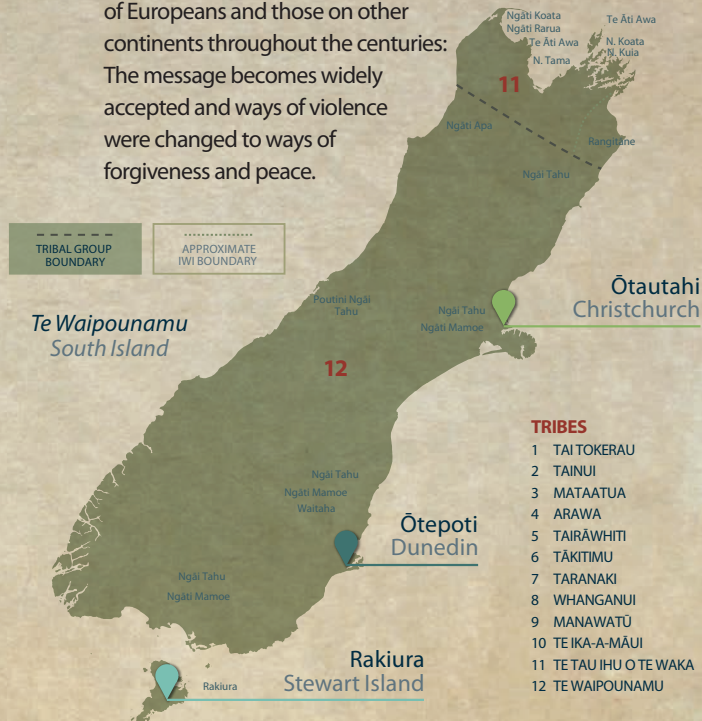 of Europeans and those on other
continents throughout the centuries:
The message becomes widely
accepted and ways of violence
were changed to ways of
forgiveness and peace.
Ngāti Koata
Ngāti Rarua
Te Āti Awa
N. Tama
Te Āti Awa
N. Koata
N. Kuia
11
Ngāti Apa
Rangitāne
Ngāi Tahu
TRIBAL GROUP
BOUNDARY
APPROXIMATE
IWI BOUNDARY
Te Waipounamu
South Island
Poutini Ngāi
Tahu
Ngāi Tahu
Ngāti Mamoe
Ōtautahi
Christchurch
12
Ngāi Tahu
Ngāti Mamoe
Waitaha
Ōtepoti
Dunedin
Ngāi Tahu
Ngāti Mamoe
Rakiura
Rakiura
Stewart Island
TRIBES
1 TAI TOKERAU
2 TAINUI
3 MATAATUA
4 ARAWA
5 TAIRĀWHITI
6 TĀKITIMU
7 TARANAKI
8 WHANGANUI
9 MANAWATŪ
10 TE IKA-A-MĀUI
11 TE TAU IHU O TE WAKA
12 TE WAIPOUNAMU